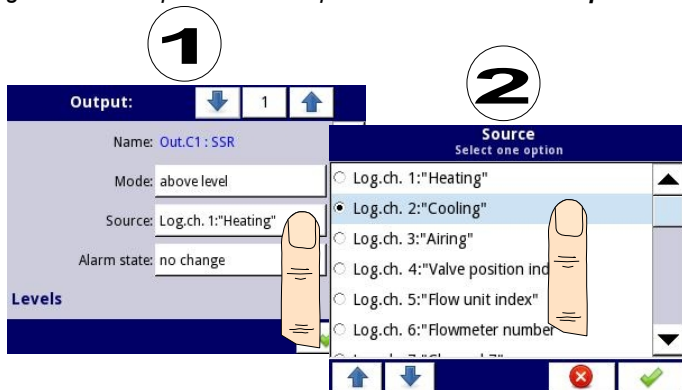 1
Output: 1
Name: Out.C1 : SSR
Mode: above level
Source: Log.ch. 1:"Heating"
Alarm state: no change
Levels
2
Source
Select one option
Log.ch. 1:"Heating"
Log.ch. 2:"Cooling"
Log.ch. 3:"Airing"
Log.ch. 4:"Valve position ind
Log.ch. 5:"Flow unit index"
Log.ch. 6:"Flowmeter number